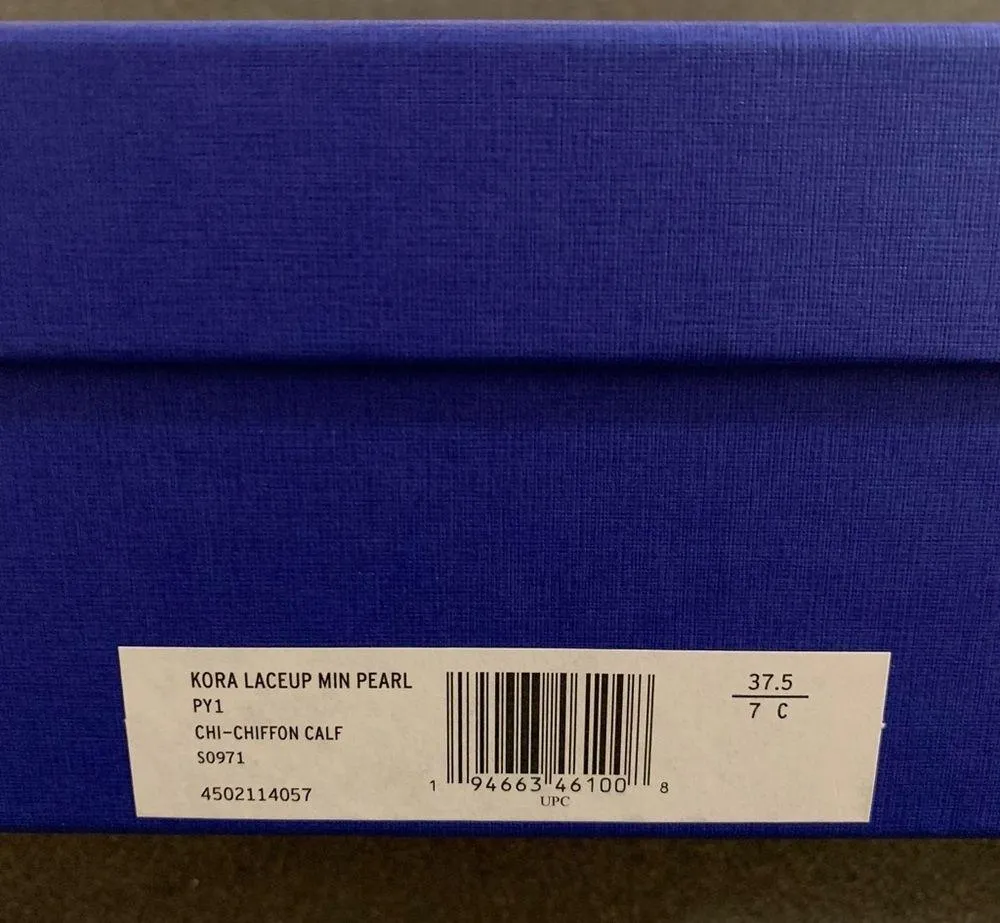 KORA LACEUP MIN PEARL
PY1
CHI-CHIFFON CALF
S0971
4502114057
1 94663 46100 8
UPC
37.5
7 C